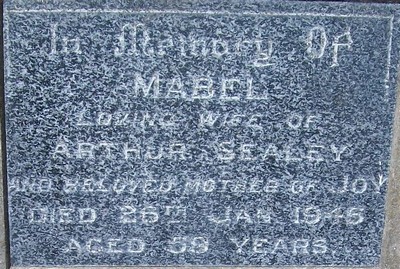 In Memory Of
MABEL
LOVING WIFE OF
ARTHUR SEALEY
AND BELOVED MOTHER OF JOY
DIED 26TH JAN 1945
AGED 59 YEARS